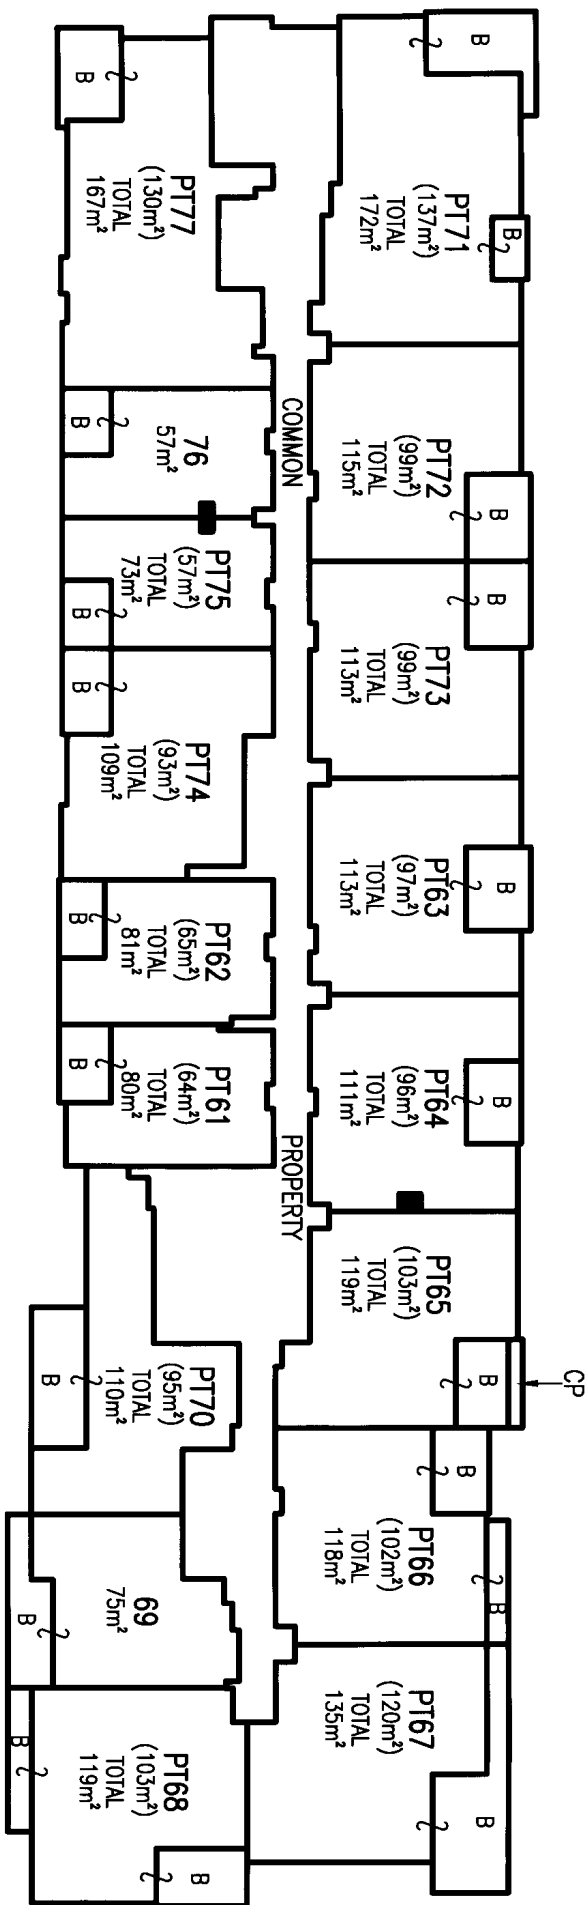 B
PT71
(137m²)
TOTAL
172m²
B
PT72
(99m²)
TOTAL
115m²
B
PT73
(99m²)
TOTAL
113m²
B
PT63
(97m²)
TOTAL
113m²
B
PT64
(96m²)
TOTAL
111m²
B
PT65
(103m²)
TOTAL
119m²
B
CP
PT66
(102m²)
TOTAL
118m²
B
B
PT67
(120m²)
TOTAL
135m²
B
COMMON
PROPERTY
PT77
(130m²)
TOTAL
167m²
B
76
57m²
B
PT75
(57m²)
TOTAL
73m²
B
PT74
(93m²)
TOTAL
109m²
B
PT62
(65m²)
TOTAL
81m²
B
PT61
(64m²)
TOTAL
80m²
B
PT70
(95m²)
TOTAL
110m²
B
69
75m²
B
PT68
(103m²)
TOTAL
119m²
B
B